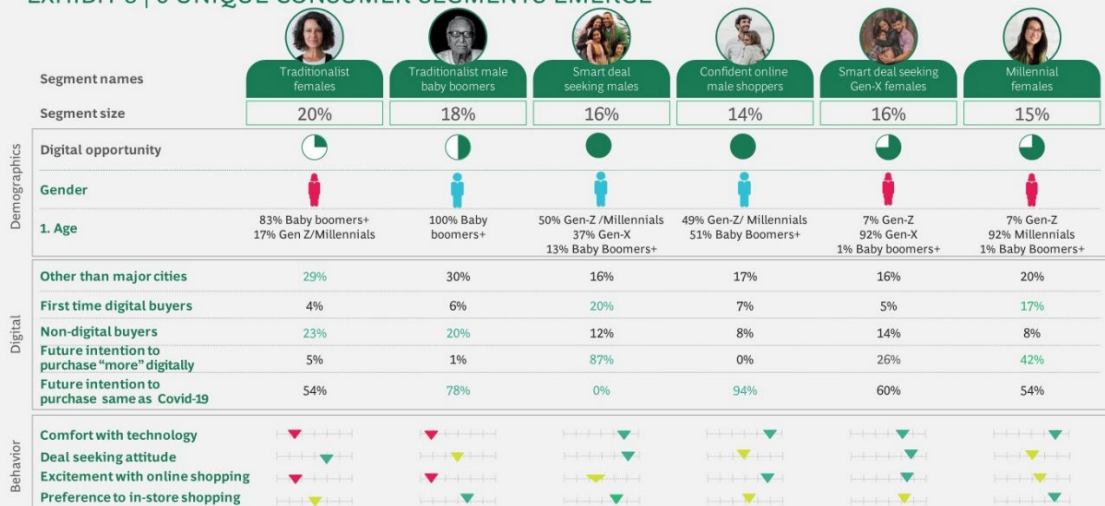 EXHIBIT 3 | 6 UNIQUE CONSUMER SEGMENTS EMERGE
Segment names
Traditionalist females
Traditionalist male baby boomers
Smart deal seeking males
Confident online male shoppers
Smart deal seeking Gen-X females
Millennial females
Segment size 20% 18% 16% 14% 16% 15%
Demographics
Digital opportunity
Gender
1. Age
83% Baby boomers+
17% Gen Z/Millennials
100% Baby
boomers+
50% Gen-Z /Millennials
37% Gen-X
13% Baby Boomers+
49% Gen-Z/ Millennials
51% Baby Boomers+
7% Gen-Z
92% Gen-X
1% Baby boomers+
7% Gen-Z
92% Millennials
1% Baby Boomers+
Digital
Other than major cities 29% 30% 16% 17% 16% 20%
First time digital buyers 4% 6% 20% 7% 5% 17%
Non-digital buyers 23% 20% 12% 8% 14% 8%
Future intention to
purchase "more" digitally 5% 1% 87% 0% 26% 42%
Future intention to
purchase same as Covid-19 54% 78% 0% 94% 60% 54%
Behavior
Comfort with technology
Deal seeking attitude
Excitement with online shopping
Preference to in-store shopping